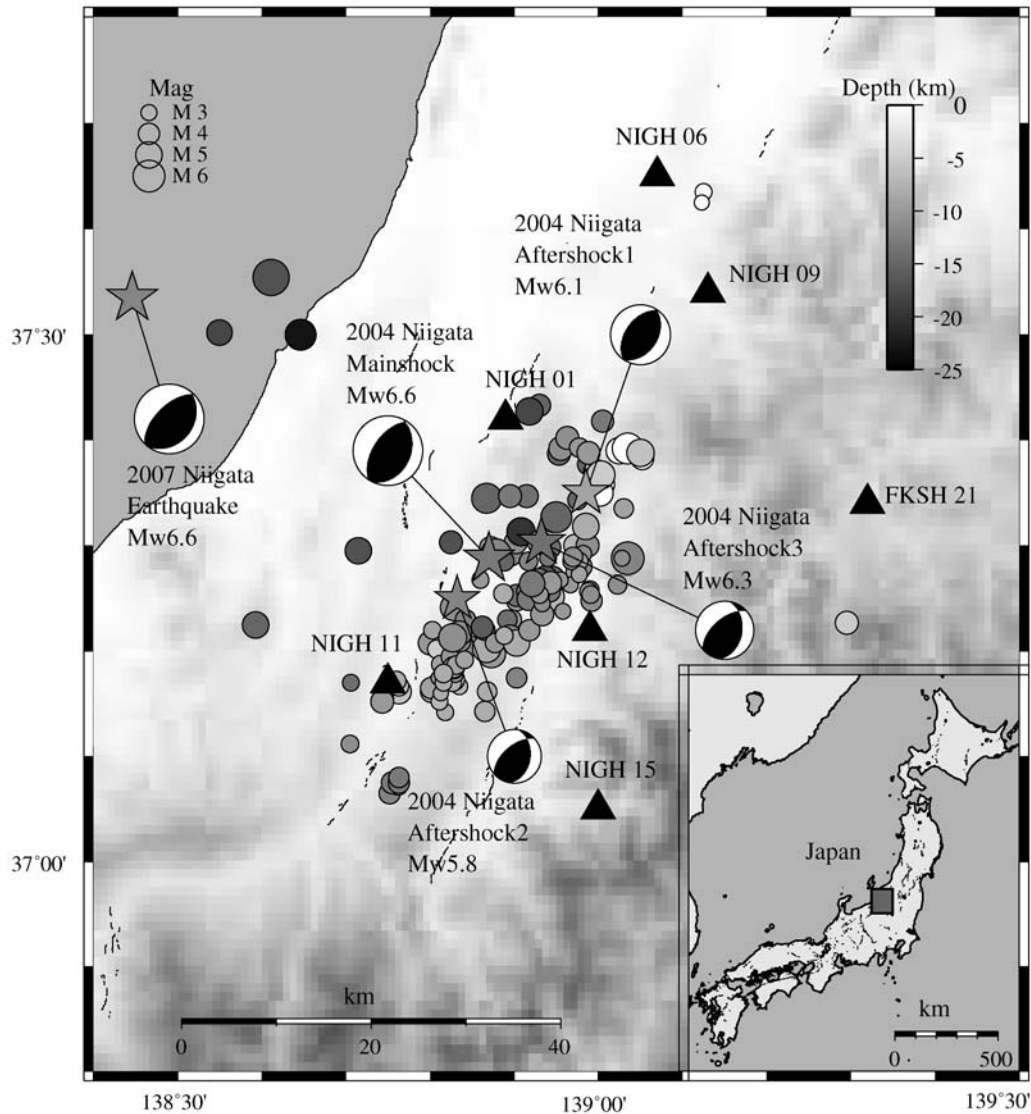 Mag
M 3
M 4
M 5
M 6
Depth (km)
0
-5
-10
-15
-20
-25
NIGH 06
2004 Niigata
Aftershock1
Mw6.1
NIGH 09
37°30'
2004 Niigata
Mainshock
Mw6.6
NIGH 01
2007 Niigata
Earthquake
Mw6.6
FKSH 21
2004 Niigata
Aftershock3
Mw6.3
NIGH 11
NIGH 12
NIGH 15
2004 Niigata
Aftershock2
Mw5.8
37°00'
Japan
km
0
20
40
km
0
500
138°30'
139°00'
139°30'